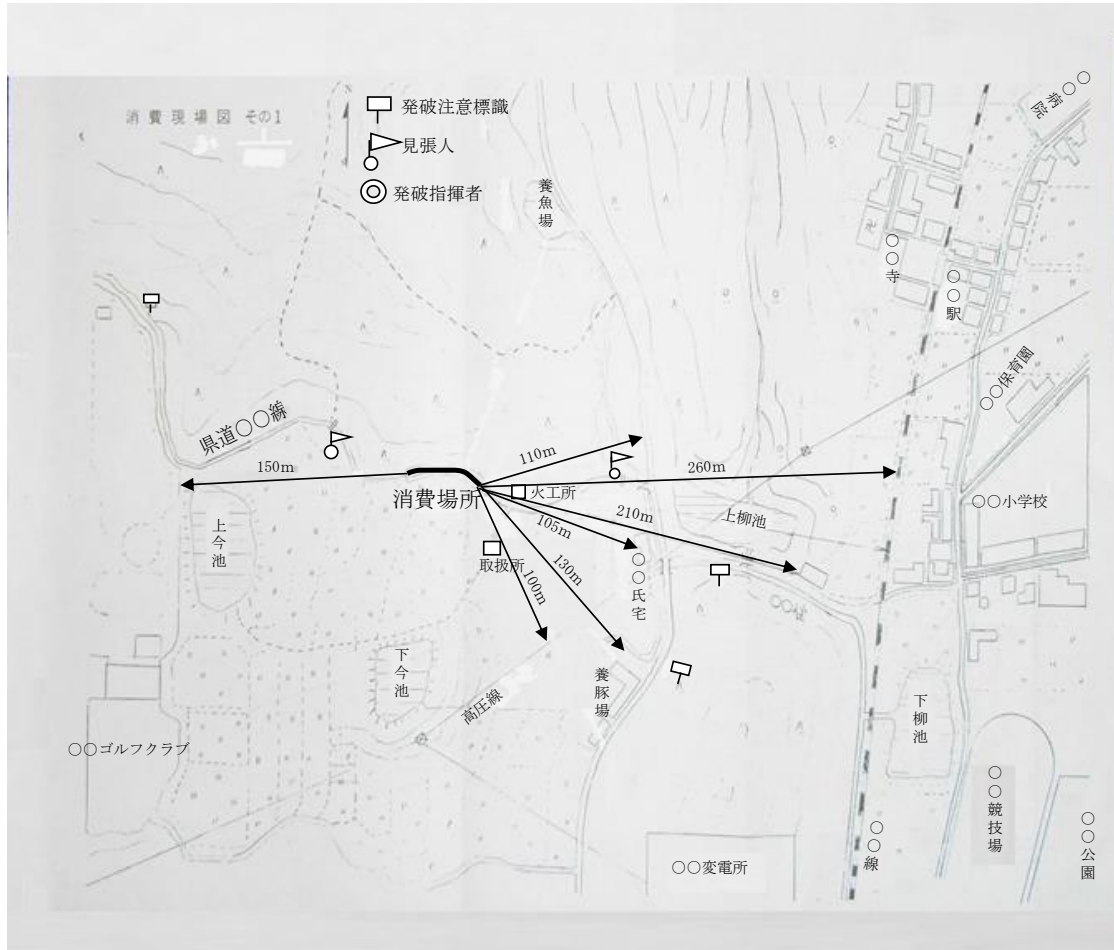 消費現場図 その1
発破注意標識
見張人
発破指揮者
養魚場
○○病院
卍
○○寺
○○駅
○○保育園
県道○○線
150m
消費場所
火工所
110m
260m
210m
105m
130m
100m
取扱所
上今池
上柳池
○○小学校
○○氏宅
下今池
高圧線
養豚場
下柳池
○○ゴルフクラブ
○○変電所
○○線
○○競技場
○○公園